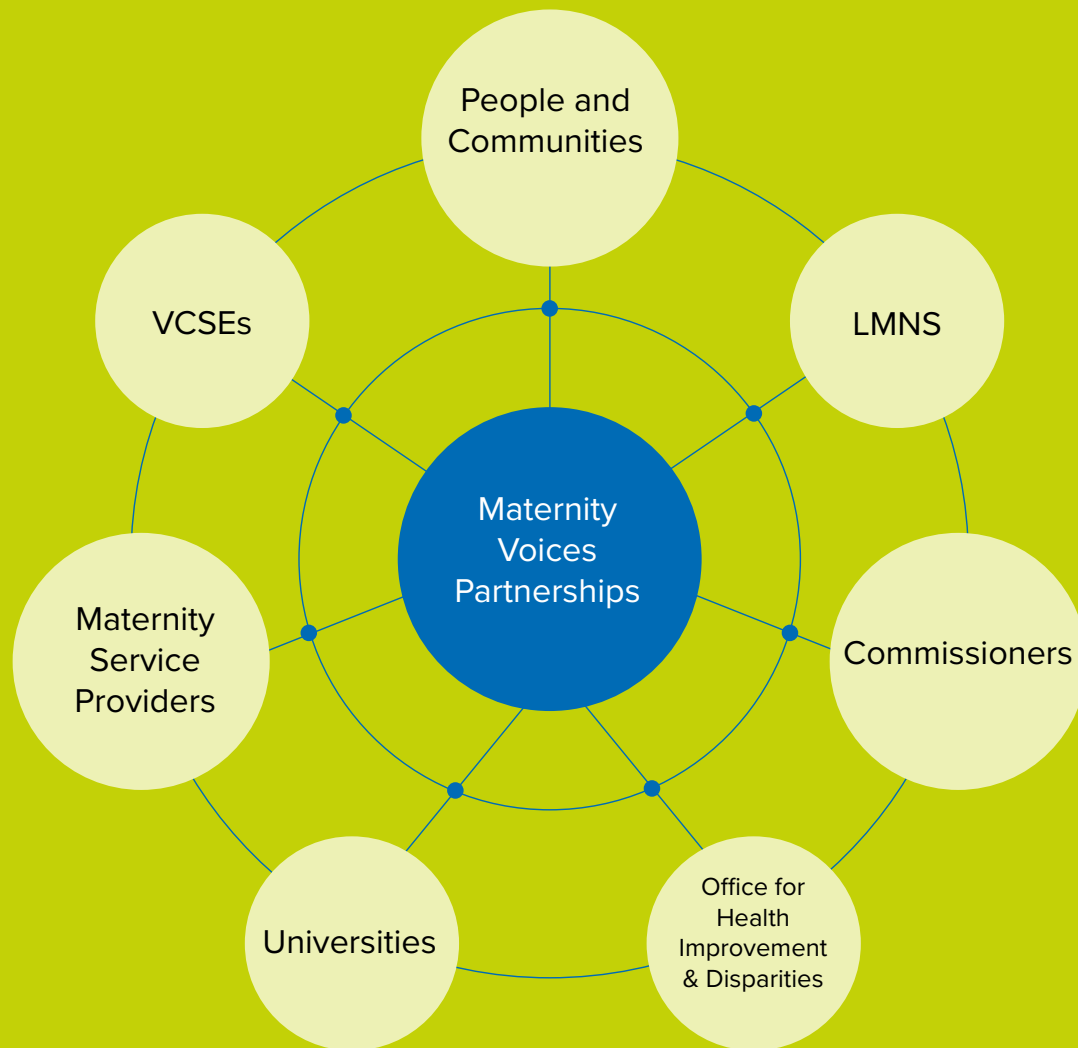 People and
Communities
VCSEs
LMNS
Maternity
Voices
Partnerships
Maternity
Service
Providers
Commissioners
Universities
Office for
Health
Improvement
& Disparities